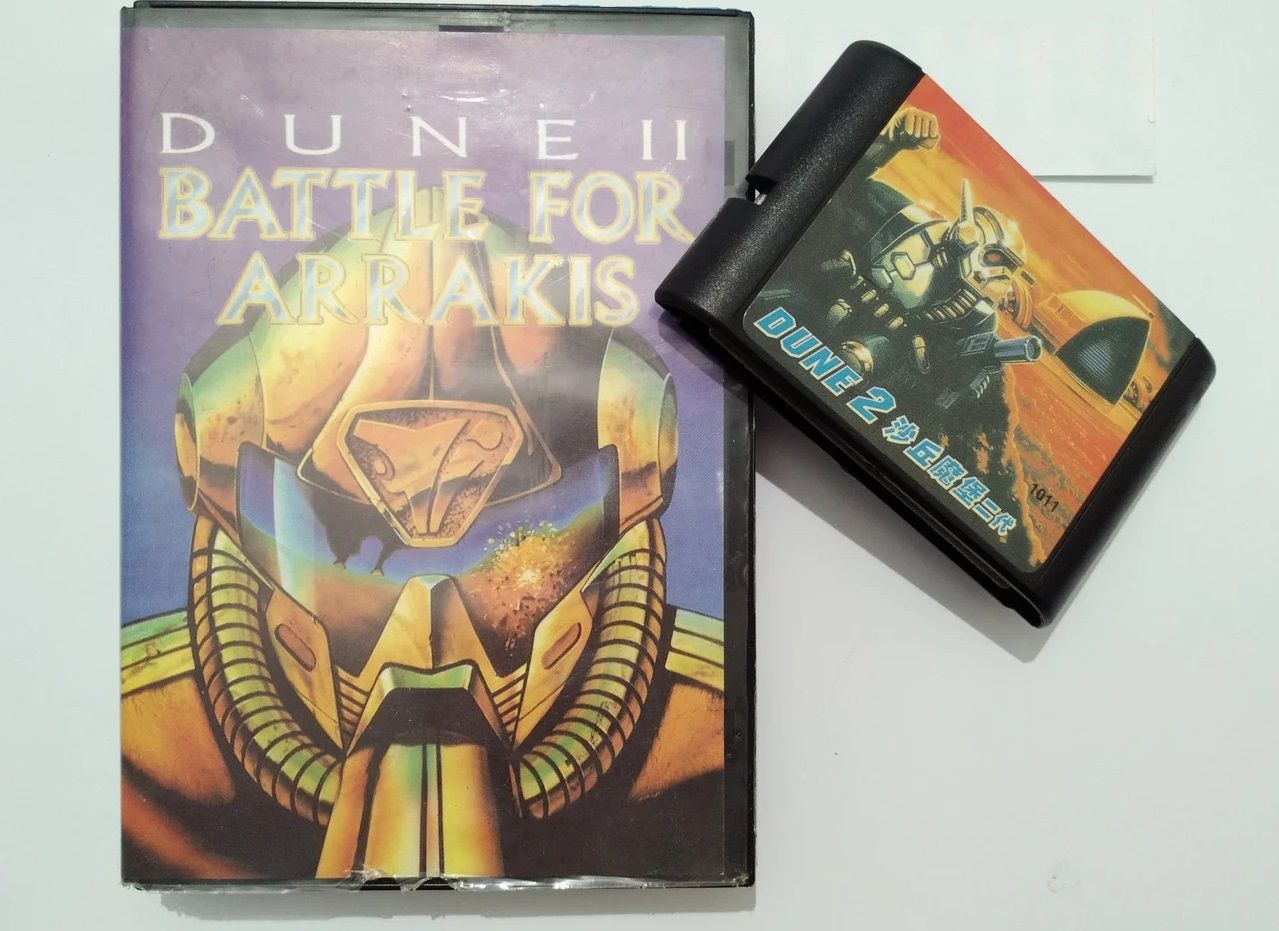 DUNE II
BATTLE FOR
ARRAKIS
DUNE 2 沙丘魔堡二代
1011